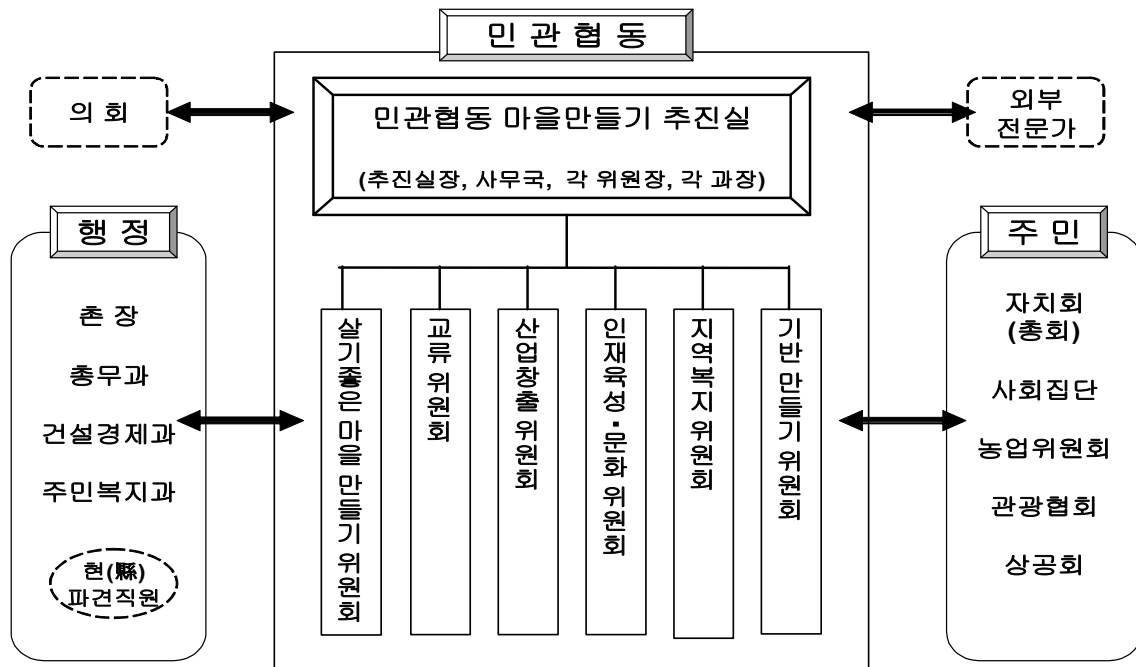 민관협동
의 회
민관협동 마을만들기 추진실
(추진실장, 사무국, 각 위원장, 각 과장)
외부
전문가
행 정
촌 장
총무과
건설경제과
주민복지과
현(縣)
파견직원
살기좋은 마을 만들기 위원회
교류 위원회
산업창출 위원회
인재육성·문화 위원회
지역복지 위원회
기반 만들기 위원회
주 민
자치회
(총회)
사회집단
농업위원회
관광협회
상공회